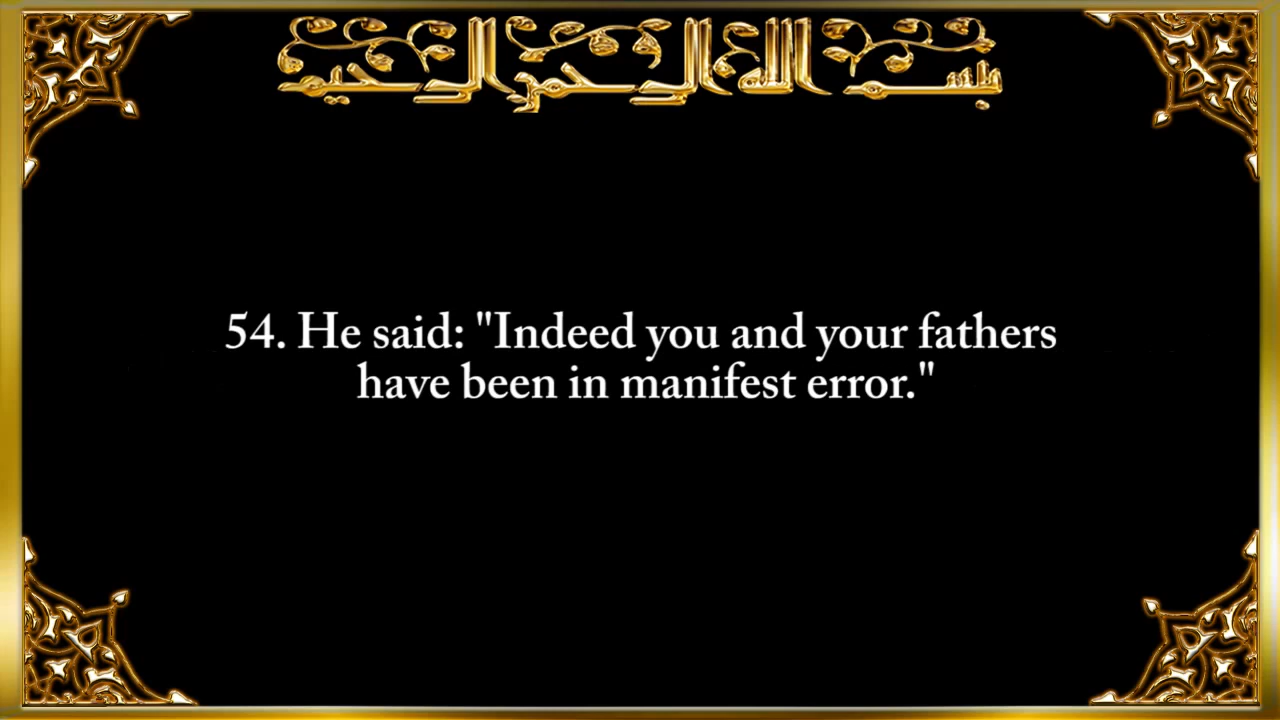 بسم الله الرحمن الرحيم
54. He said: "Indeed you and your fathers
have been in manifest error."